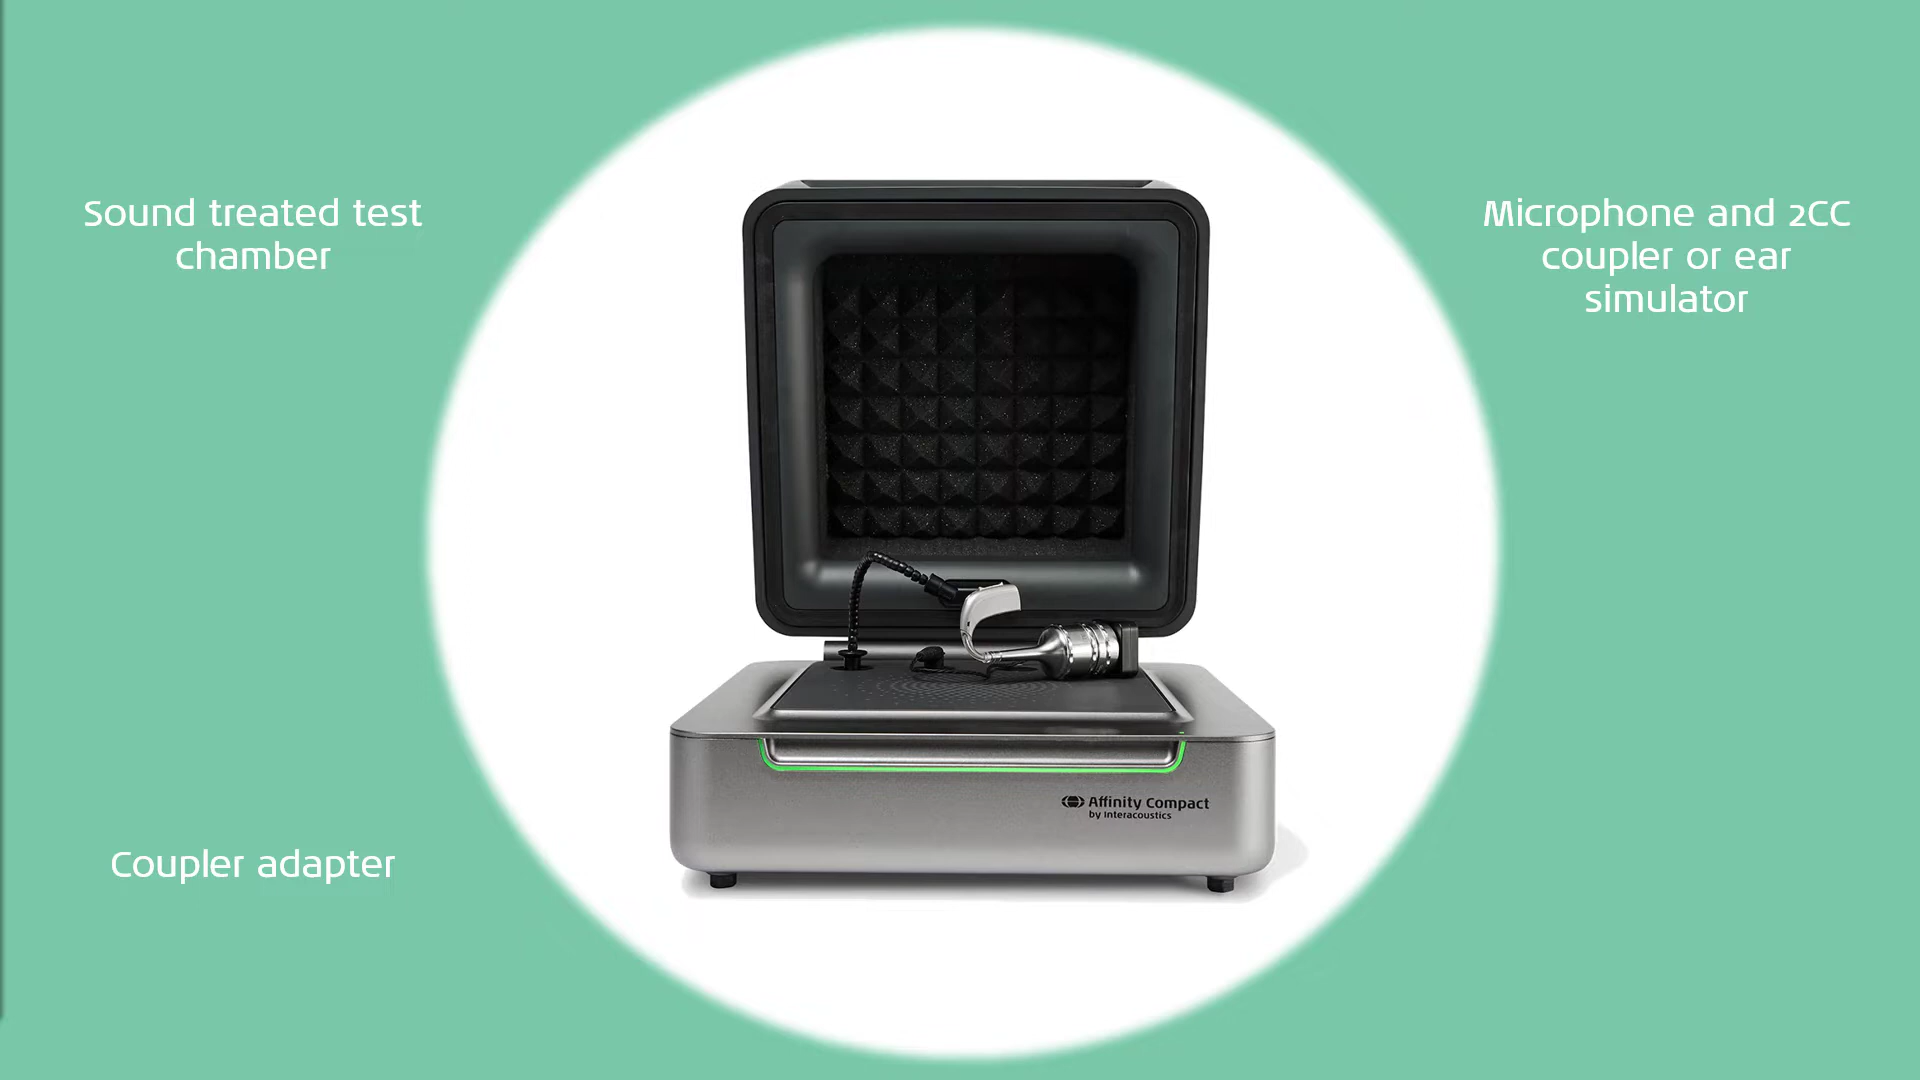 Sound treated test
chamber
Microphone and 2CC
coupler or ear
simulator
Affinity Compact
by Interacoustics
Coupler adapter